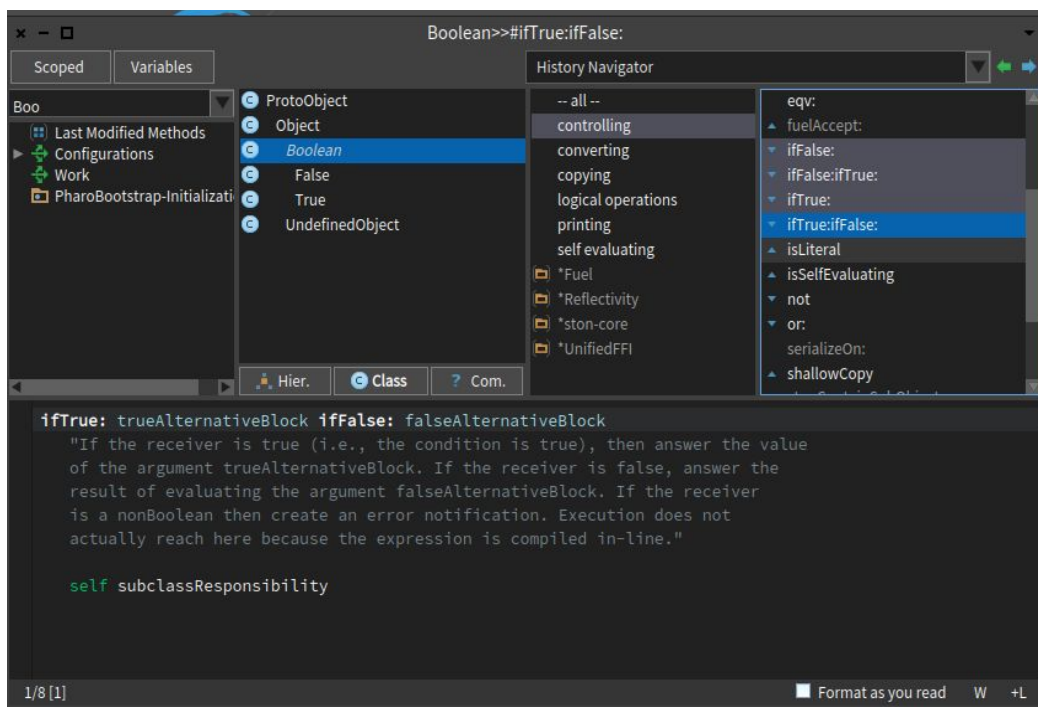 Boolean>>#ifTrue:ifFalse:
Scoped
Variables
History Navigator
Boo
Last Modified Methods
Configurations
Work
PharoBootstrap-Initializati
ProtoObject
Object
Boolean
False
True
UndefinedObject
Hier.
Class
? Com.
-- all --
controlling
converting
copying
logical operations
printing
self evaluating
*Fuel
*Reflectivity
*ston-core
*UnifiedFFI
eqv:
fuelAccept:
ifFalse:
ifFalse:ifTrue:
ifTrue:
ifTrue:ifFalse:
isLiteral
isSelfEvaluating
not
or:
serializeOn:
shallowCopy
ifTrue: trueAlternativeBlock ifFalse: falseAlternativeBlock
"If the receiver is true (i.e., the condition is true), then answer the value
of the argument trueAlternativeBlock. If the receiver is false, answer the
result of evaluating the argument falseAlternativeBlock. If the receiver
is a nonBoolean then create an error notification. Execution does not
actually reach here because the expression is compiled in-line."
self subclassResponsibility
1/8 [1]
Format as you read
W
+L